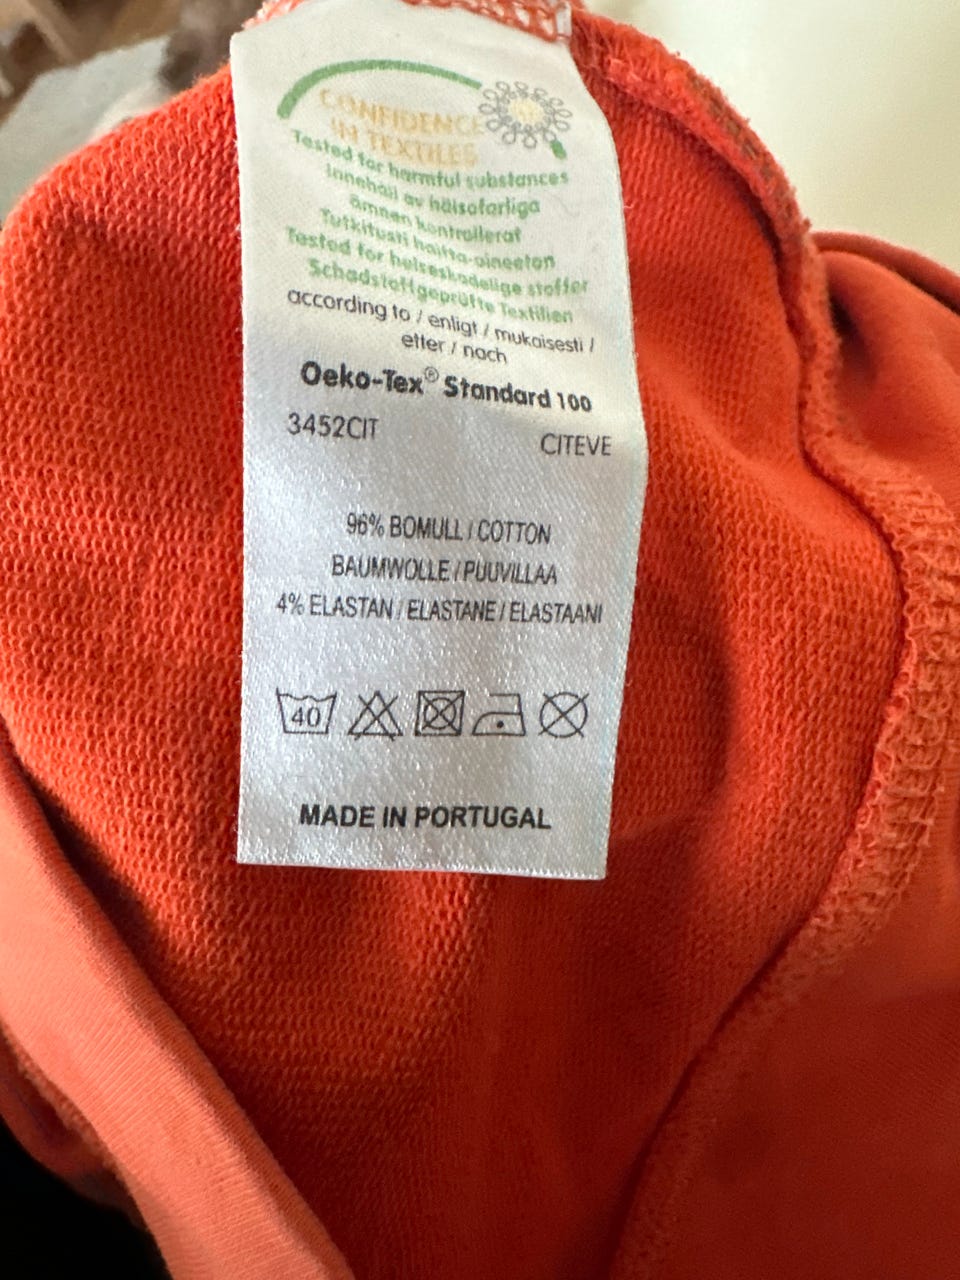 CONFIDENCE
IN TEXTILES
Tested for harmful substances
Innehåll av hälsofarliga
ämnen kontrollerat
Tutkitusti haitta-aineeton
Tested for helseskadelige stoffer
Schadstoffgeprüfte Textilien
according to / enligt / mukaisesti /
etter / nach
Oeko-Tex® Standard 100
3452CIT CITEVE
96% BOMULL / COTTON
BAUMWOLLE / PUUVILLAA
4% ELASTAN / ELASTANE / ELASTAANI
40
MADE IN PORTUGAL